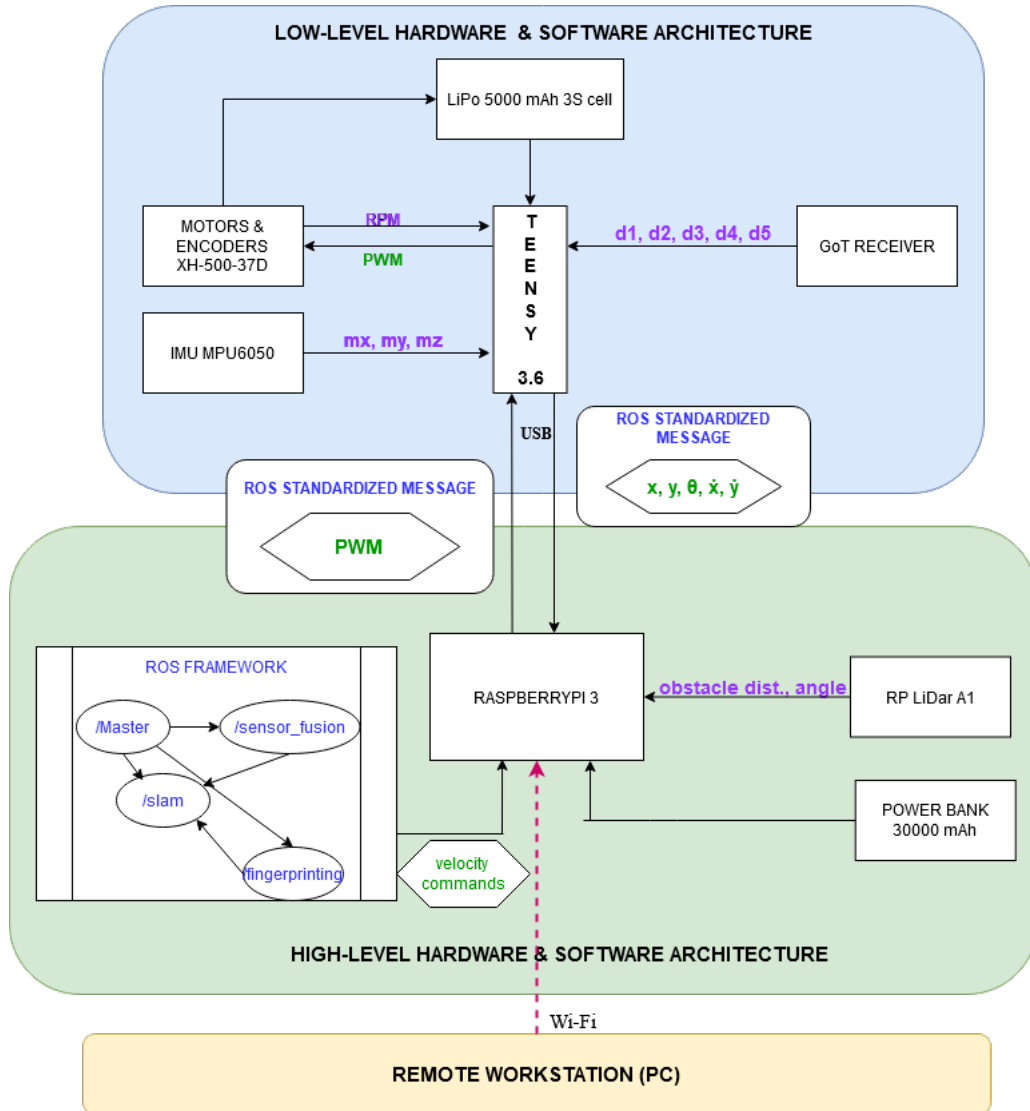 LOW-LEVEL HARDWARE & SOFTWARE ARCHITECTURE
LiPo 5000 mAh 3S cell
MOTORS &
ENCODERS
XH-500-37D
RPM
PWM
T
E
E
N
S
Y
3.6
d1, d2, d3, d4, d5
GoT RECEIVER
IMU MPU6050
mx, my, mz
USB
ROS STANDARDIZED
MESSAGE
x, y, θ, ẋ, ẏ
ROS STANDARDIZED MESSAGE
PWM
ROS FRAMEWORK
/Master
/sensor_fusion
/slam
/fingerprinting
RASPBERRYPI 3
obstacle dist., angle
RP LiDar A1
POWER BANK
30000 mAh
velocity
commands
HIGH-LEVEL HARDWARE & SOFTWARE ARCHITECTURE
Wi-Fi
REMOTE WORKSTATION (PC)